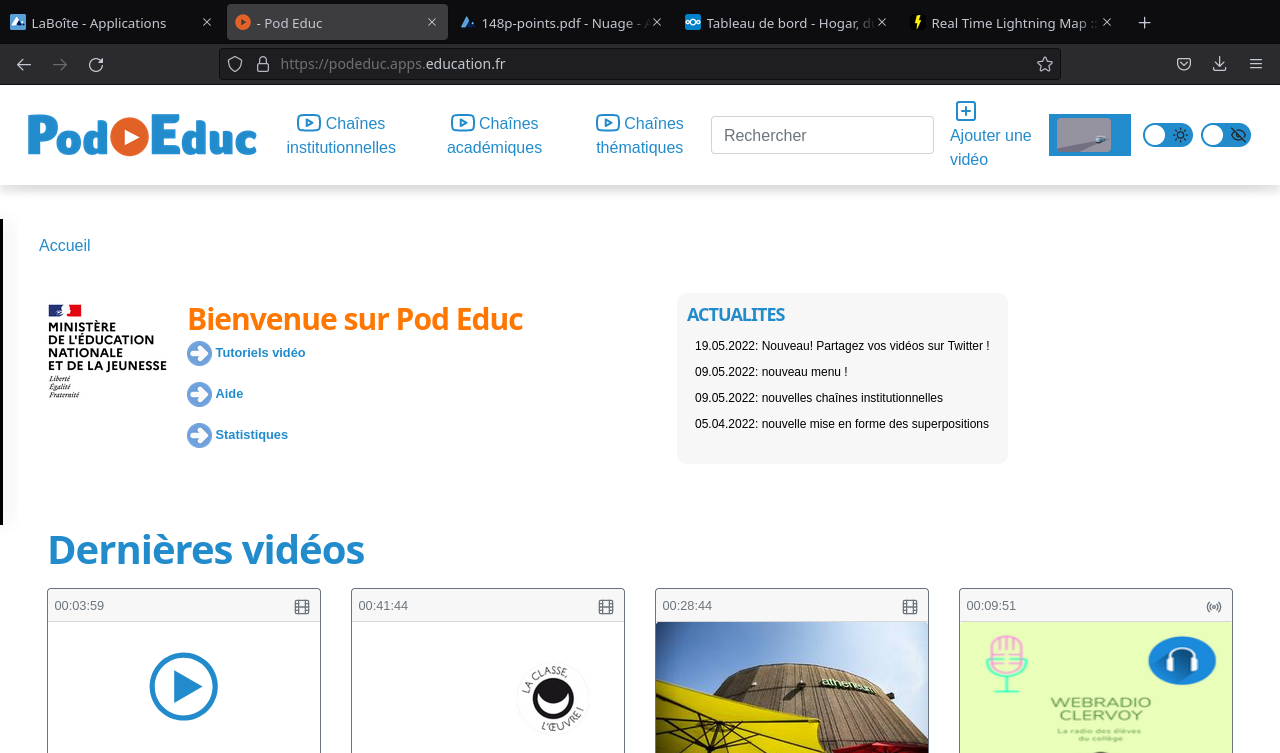 LaBoîte - Applications
- Pod Educ
148p-points.pdf - Nuage -
Tableau de bord - Hogar,
Real Time Lightning Map ::
https://podeduc.apps.education.fr
Pod Educ
Chaînes
institutionnelles
Chaînes
académiques
Chaînes
thématiques
Rechercher
Ajouter une
vidéo
Accueil
MINISTÈRE
DE L'ÉDUCATION
NATIONALE
ET DE LA JEUNESSE
Liberté
Égalité
Fraternité
Bienvenue sur Pod Educ
Tutoriels vidéo
Aide
Statistiques
ACTUALITES
19.05.2022: Nouveau! Partagez vos vidéos sur Twitter !
09.05.2022: nouveau menu !
09.05.2022: nouvelles chaînes institutionnelles
05.04.2022: nouvelle mise en forme des superpositions
Dernières vidéos
00:03:59
00:41:44
00:28:44
00:09:51
LA CLASSE,
L'ŒUVRE !
atheneum
WEBRADIO
CLERVOY
La radio des élèves
du collège